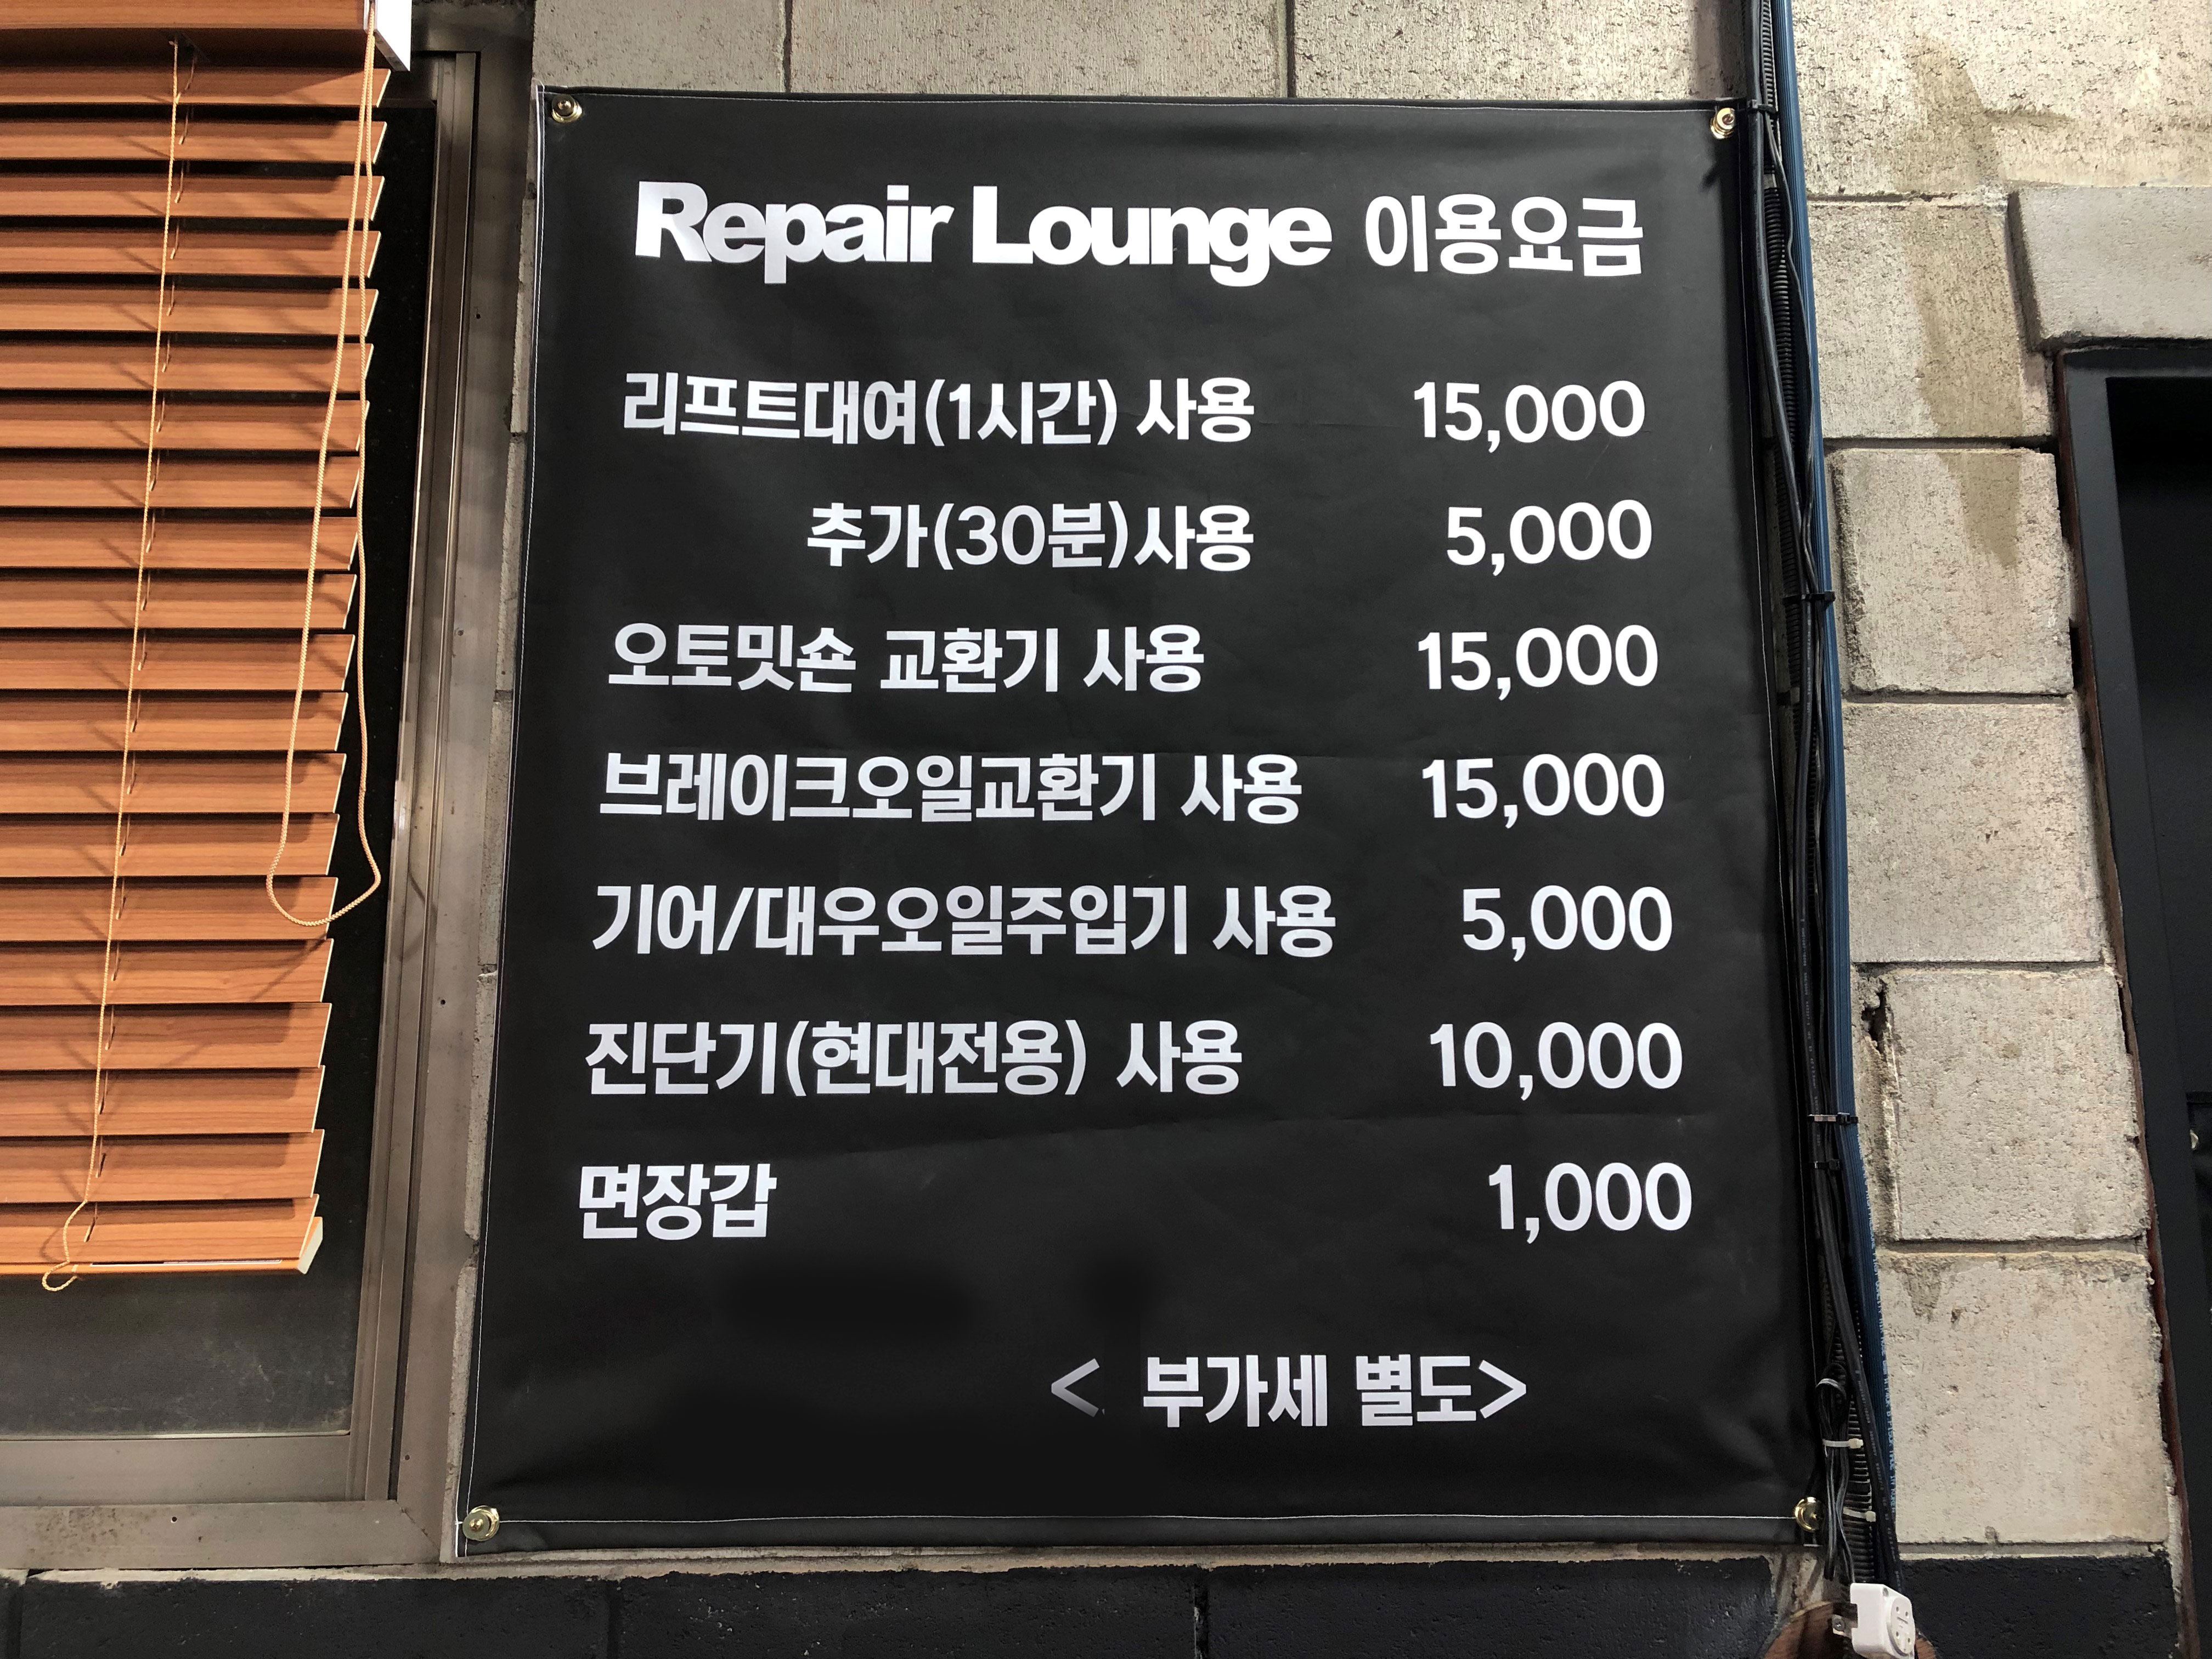 Repair Lounge 이용요금
리프트대여(1시간) 사용 15,000
추가(30분)사용 5,000
오토밋숀 교환기 사용 15,000
브레이크오일교환기 사용 15,000
기어/대우오일주입기 사용 5,000
진단기(현대전용) 사용 10,000
면장갑 1,000
< 부가세 별도>